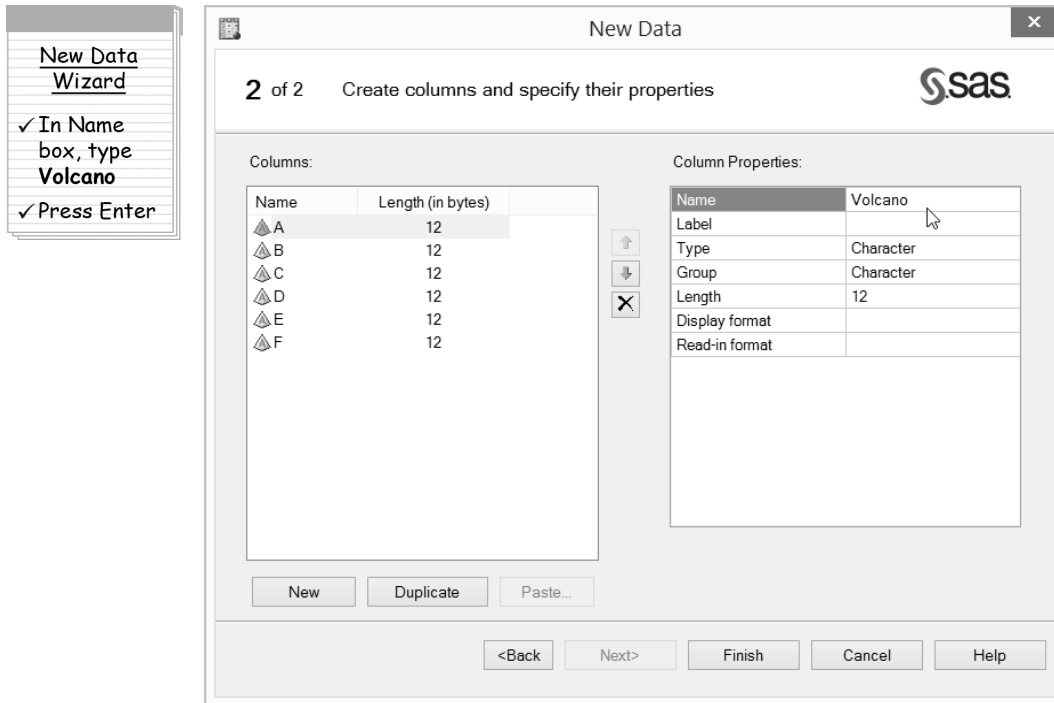 New Data
Wizard
✓ In Name
box, type
Volcano
✓ Press Enter
New Data
2 of 2 Create columns and specify their properties
sas
Columns:
Name Length (in bytes)
A 12
B 12
C 12
D 12
E 12
F 12
New Duplicate Paste...
Column Properties:
Name Volcano
Label
Type Character
Group Character
Length 12
Display format
Read-in format
<Back Next> Finish Cancel Help